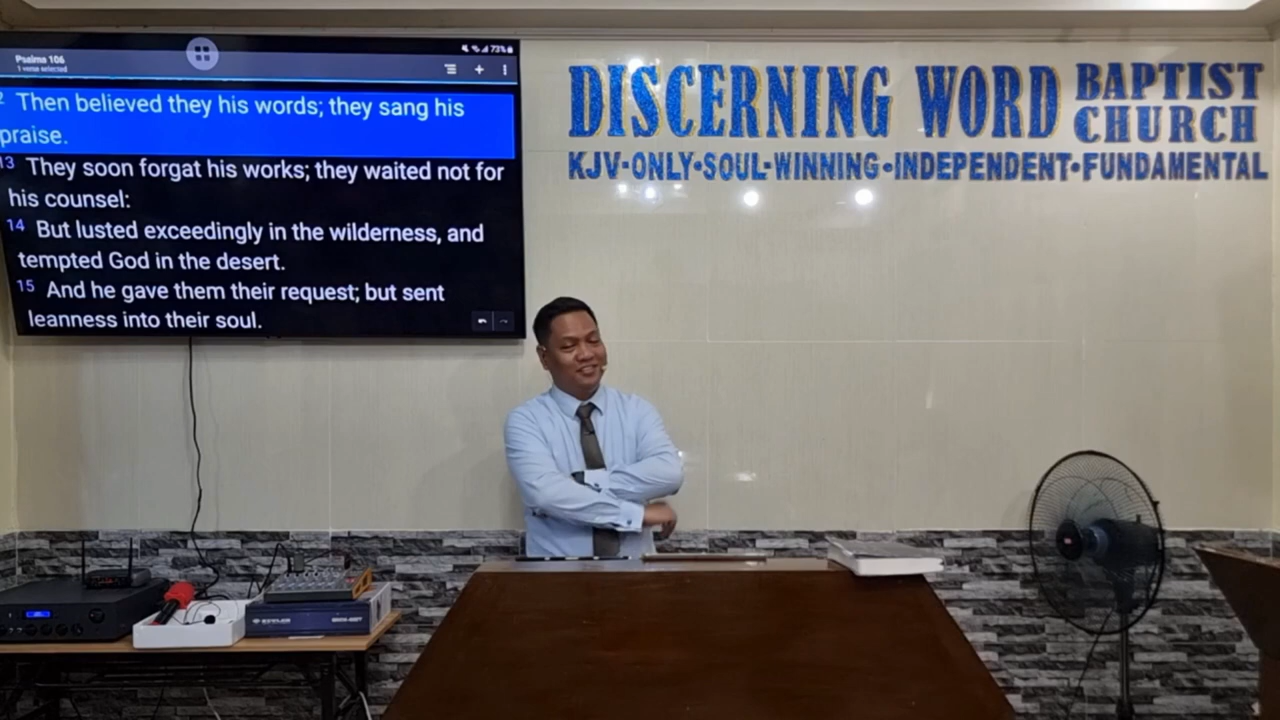 Psalms 106
1 verse selected
73%
2 Then believed they his words; they sang his
praise.
13 They soon forgat his works; they waited not for
his counsel:
14 But lusted exceedingly in the wilderness, and
tempted God in the desert.
15 And he gave them their request; but sent
leanness into their soul.
DISCERNING WORD BAPTIST
CHURCH
KJV-ONLY•SOUL-WINNING•INDEPENDENT•FUNDAMENTAL